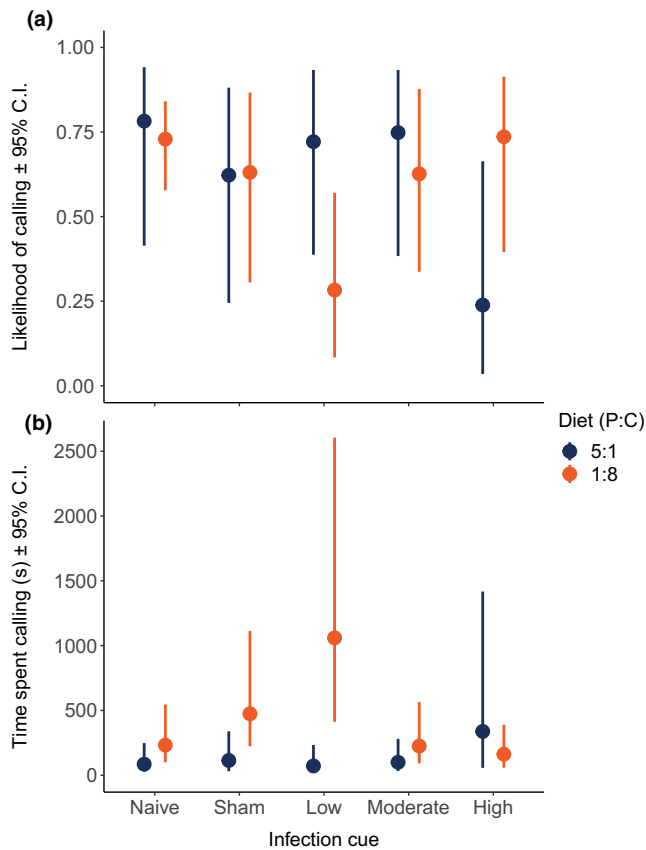 (a)
Likelihood of calling ± 95% C.I.
1.00
0.75
0.50
0.25
0.00
(b)
Time spent calling (s) ± 95% C.I.
2500
2000
1500
1000
500
0
Naive Sham Low Moderate High
Infection cue
Diet (P:C)
5:1
1:8